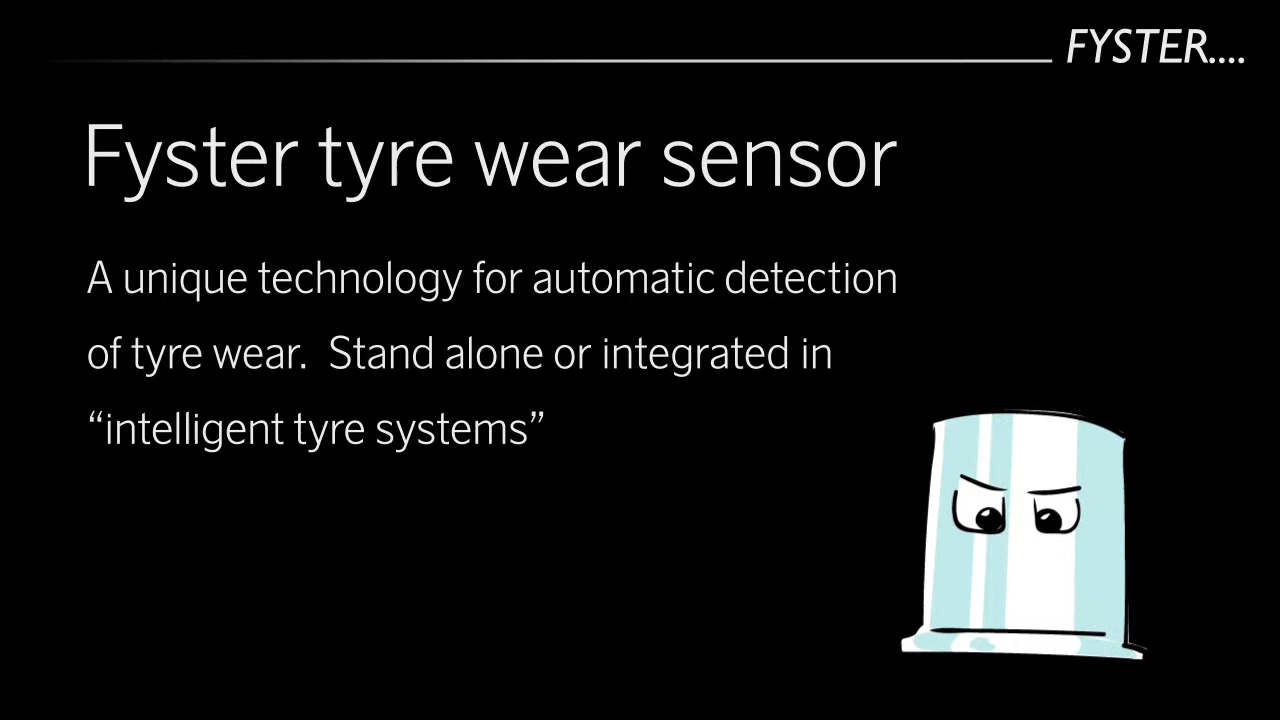 FYSTER....
Fyster tyre wear sensor
A unique technology for automatic detection
of tyre wear.  Stand alone or integrated in
“intelligent tyre systems”